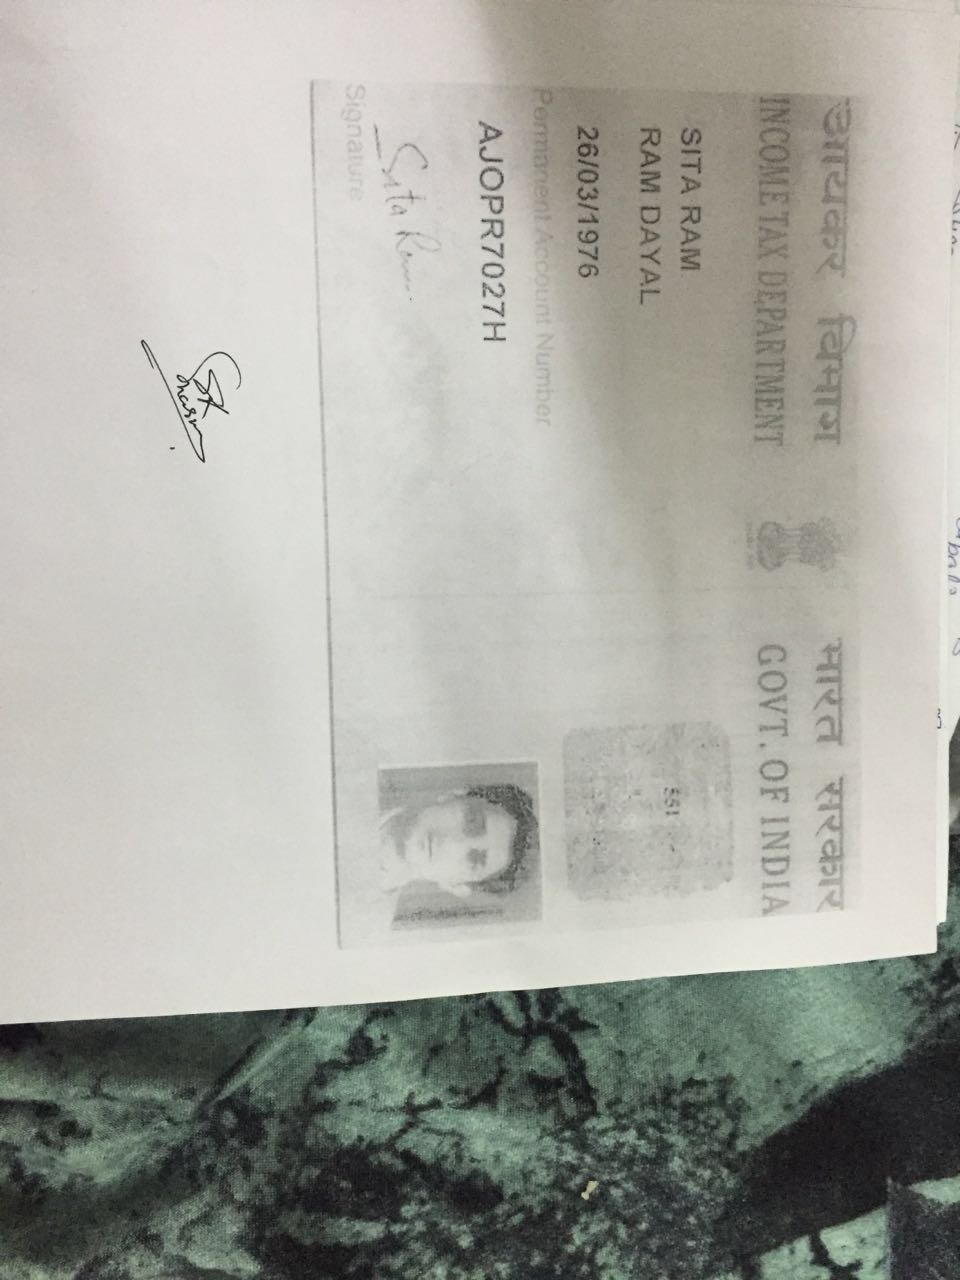 आयकर विभाग
INCOME TAX DEPARTMENT
भारत सरकार
GOVT. OF INDIA
SITA RAM
RAM DAYAL
26/03/1976
Permanent Account Number
AJOPR7027H
Sita Ram
Signature
551